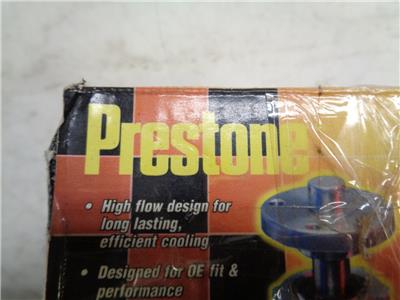 Prestone
• High flow design for
long lasting,
efficient cooling
• Designed for OE fit &
performance